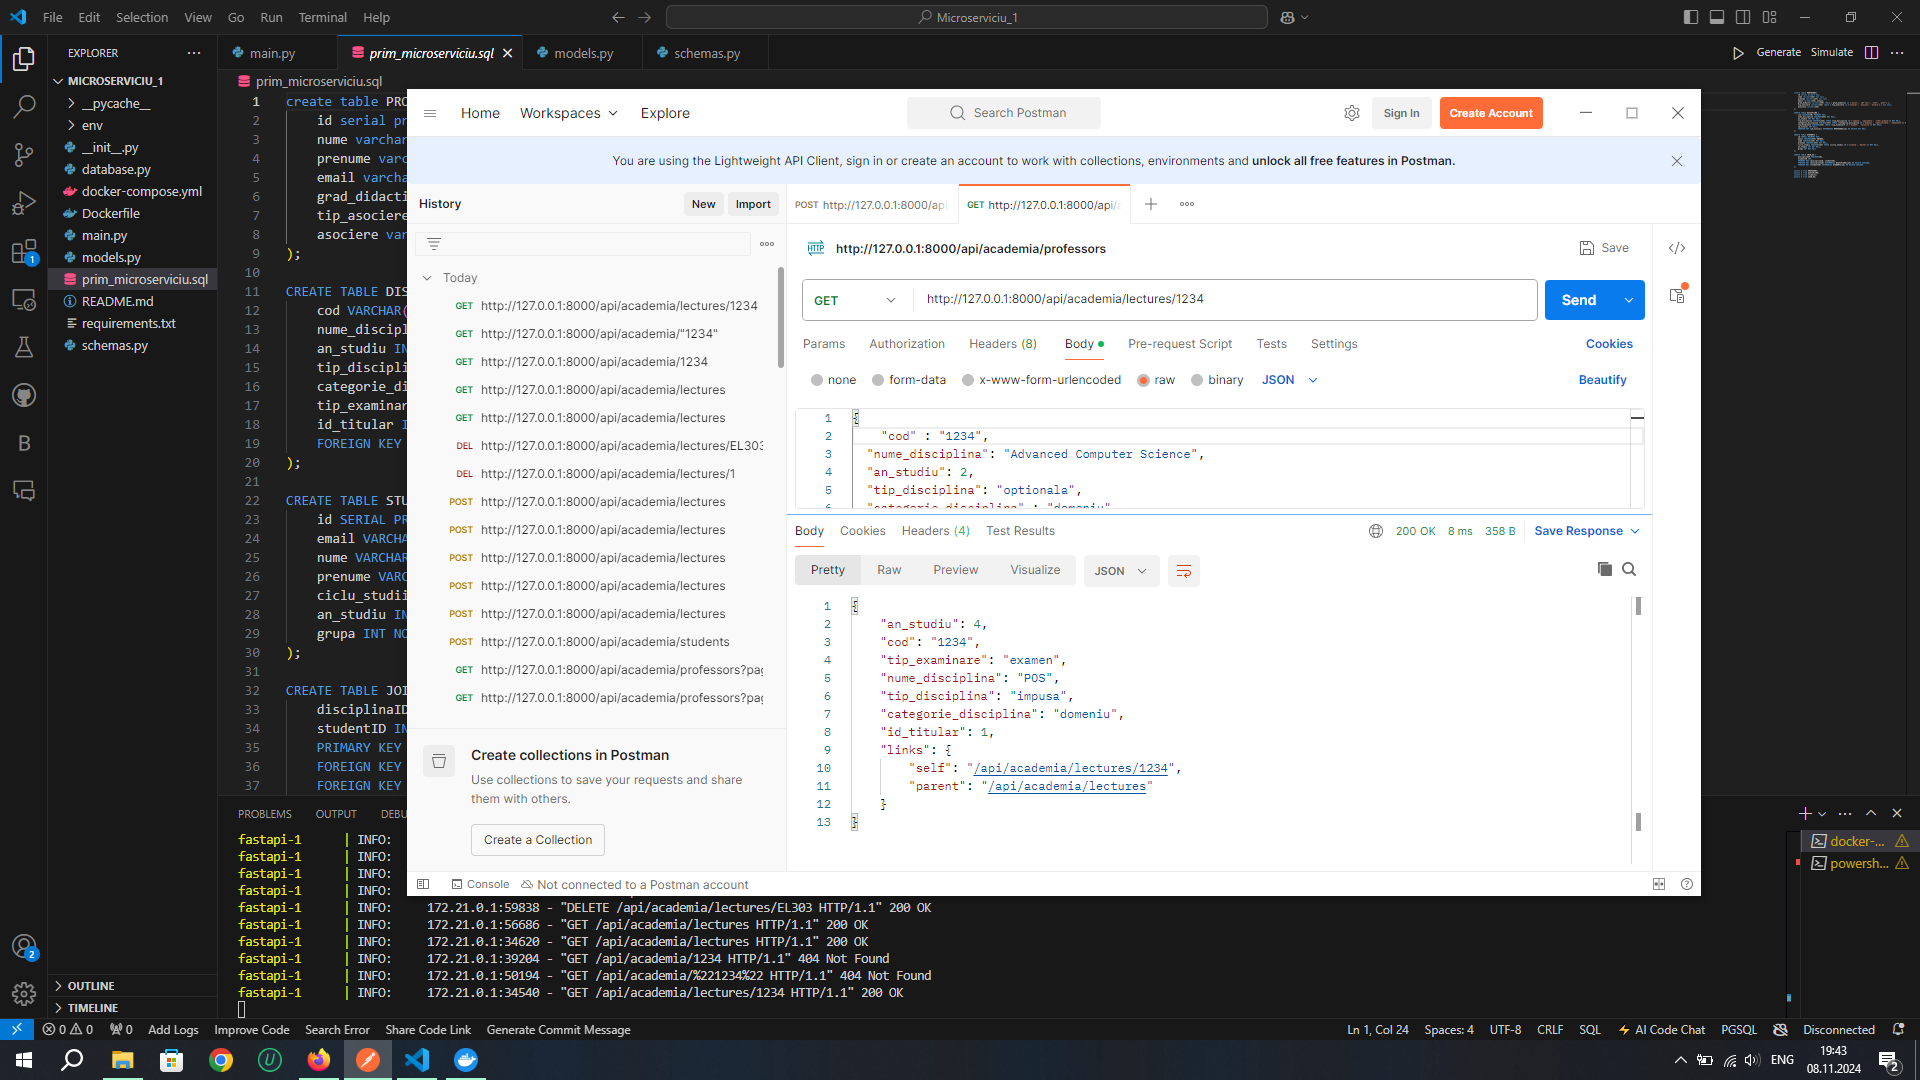 File Edit Selection View Go Run Terminal Help
Microserviciu_1
EXPLORER
MICROSERVICIU_1
__pycache__
env
__init__.py
database.py
docker-compose.yml
Dockerfile
main.py
models.py
prim_microserviciu.sql
README.md
requirements.txt
schemas.py
OUTLINE
TIMELINE
main.py
prim_microserviciu.sql
models.py
schemas.py
Generate Simulate
prim_microserviciu.sql
1 create table
2 id serial
3 nume
4 prenume
5 email
6
7 tip_asociere
8 asociere
9 );
10
11 CREATE TABLE
12 cod
13
14 an_studiu
15
16
17
18 id_titular
19 FOREIGN KEY
20 );
21
22 CREATE TABLE
23 id SERIAL
24 email
25 nume
26 prenume
27
28 an_studiu
29 grupa INT
30 );
31
32 CREATE TABLE
33
34 studentID
35 PRIMARY KEY
36 FOREIGN KEY
37 FOREIGN KEY
Home Workspaces Explore
Search Postman
Sign In
Create Account
You are using the Lightweight API Client, sign in or create an account to work with collections, environments and unlock all free features in Postman.
History
New
Import
Today
GET http://127.0.0.1:8000/api/academia/lectures/1234
GET http://127.0.0.1:8000/api/academia/"1234"
GET http://127.0.0.1:8000/api/academia/1234
GET http://127.0.0.1:8000/api/academia/lectures
GET http://127.0.0.1:8000/api/academia/lectures
DEL http://127.0.0.1:8000/api/academia/lectures/EL303
DEL http://127.0.0.1:8000/api/academia/lectures/1
POST http://127.0.0.1:8000/api/academia/lectures
POST http://127.0.0.1:8000/api/academia/lectures
POST http://127.0.0.1:8000/api/academia/lectures
POST http://127.0.0.1:8000/api/academia/lectures
POST http://127.0.0.1:8000/api/academia/lectures
POST http://127.0.0.1:8000/api/academia/students
GET http://127.0.0.1:8000/api/academia/professors?pag
GET http://127.0.0.1:8000/api/academia/professors?pag
Create collections in Postman
Use collections to save your requests and share
them with others.
Create a Collection
POST http://127.0.0.1:8000/api
GET http://127.0.0.1:8000/api/
HTTP http://127.0.0.1:8000/api/academia/professors
Save
GET http://127.0.0.1:8000/api/academia/lectures/1234
Send
Params Authorization Headers (8) Body Pre-request Script Tests Settings Cookies
none form-data x-www-form-urlencoded raw binary JSON Beautify
1 {
2 "cod" : "1234",
3 "nume_disciplina": "Advanced Computer Science",
4 "an_studiu": 2,
5 "tip_disciplina": "optionala",
6 "categorie_disciplina" : "domeniu"
Body Cookies Headers (4) Test Results 200 OK 8 ms 358 B Save Response
Pretty Raw Preview Visualize JSON
1 {
2 "an_studiu": 4,
3 "cod": "1234",
4 "tip_examinare": "examen",
5 "nume_disciplina": "POS",
6 "tip_disciplina": "impusa",
7 "categorie_disciplina": "domeniu",
8 "id_titular": 1,
9 "links": {
10 "self": "/api/academia/lectures/1234",
11 "parent": "/api/academia/lectures"
12 }
13 }
Console Not connected to a Postman account
PROBLEMS OUTPUT
fastapi-1 | INFO:
fastapi-1 | INFO:
fastapi-1 | INFO:
fastapi-1 | INFO:
fastapi-1 | INFO: 172.21.0.1:59838 - "DELETE /api/academia/lectures/EL303 HTTP/1.1" 200 OK
fastapi-1 | INFO: 172.21.0.1:56686 - "GET /api/academia/lectures HTTP/1.1" 200 OK
fastapi-1 | INFO: 172.21.0.1:34620 - "GET /api/academia/lectures HTTP/1.1" 200 OK
fastapi-1 | INFO: 172.21.0.1:39204 - "GET /api/academia/1234 HTTP/1.1" 404 Not Found
fastapi-1 | INFO: 172.21.0.1:50194 - "GET /api/academia/%221234%22 HTTP/1.1" 404 Not Found
fastapi-1 | INFO: 172.21.0.1:34540 - "GET /api/academia/lectures/1234 HTTP/1.1" 200 OK
docker-...
powersh...
0 0 0 Add Logs Improve Code Search Error Share Code Link Generate Commit Message
Ln 1, Col 24 Spaces: 4 UTF-8 CRLF SQL AI Code Chat PGSQL Disconnected
ENG
19:43
08.11.2024
2